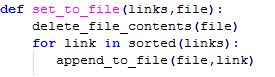 def set_to_file(links,file):
    delete_file_contents(file)
    for link in sorted(links):
        append_to_file(file,link)